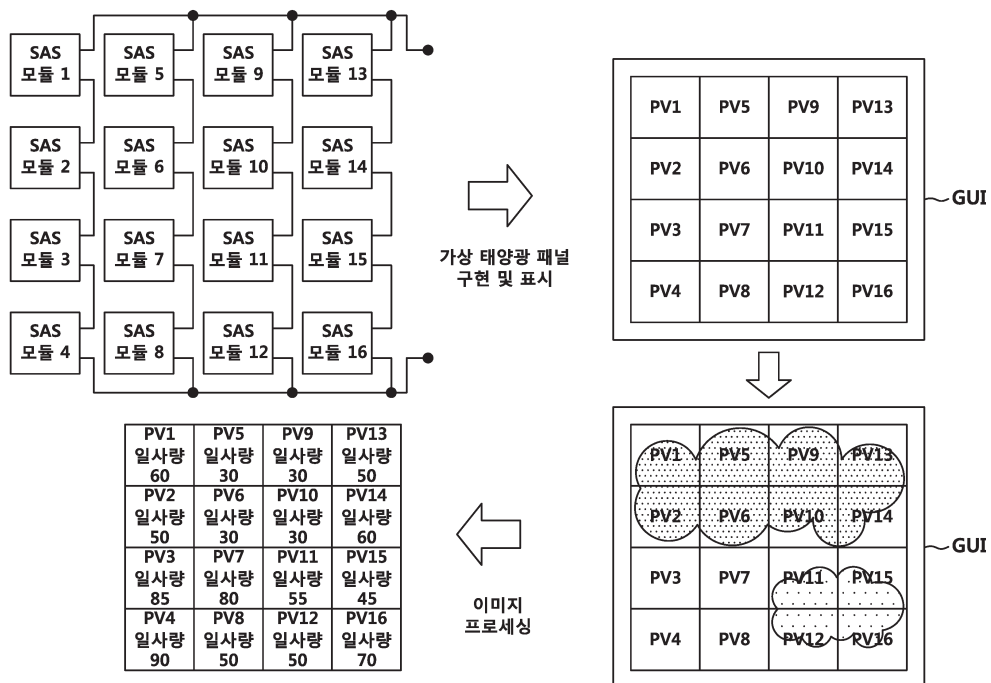 SAS
모듈 1
SAS
모듈 5
SAS
모듈 9
SAS
모듈 13
SAS
모듈 2
SAS
모듈 6
SAS
모듈 10
SAS
모듈 14
SAS
모듈 3
SAS
모듈 7
SAS
모듈 11
SAS
모듈 15
SAS
모듈 4
SAS
모듈 8
SAS
모듈 12
SAS
모듈 16
가상 태양광 패널
구현 및 표시
PV1 PV5 PV9 PV13
PV2 PV6 PV10 PV14
PV3 PV7 PV11 PV15
PV4 PV8 PV12 PV16
GUI
PV1 PV5 PV9 PV13
PV2 PV6 PV10 PV14
PV3 PV7 PV11 PV15
PV4 PV8 PV12 PV16
GUI
이미지
프로세싱
PV1 PV5 PV9 PV13
일사량 일사량 일사량 일사량
60 30 30 50
PV2 PV6 PV10 PV14
일사량 일사량 일사량 일사량
50 30 30 60
PV3 PV7 PV11 PV15
일사량 일사량 일사량 일사량
85 80 55 45
PV4 PV8 PV12 PV16
일사량 일사량 일사량 일사량
90 50 50 70